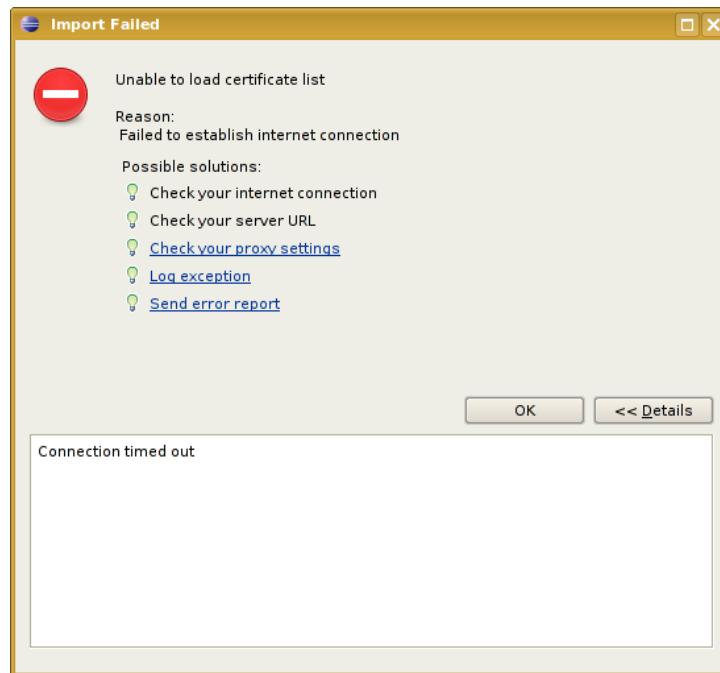 Import Failed
Unable to load certificate list
Reason:
Failed to establish internet connection
Possible solutions:
Check your internet connection
Check your server URL
Check your proxy settings
Log exception
Send error report
OK
<< Details
Connection timed out